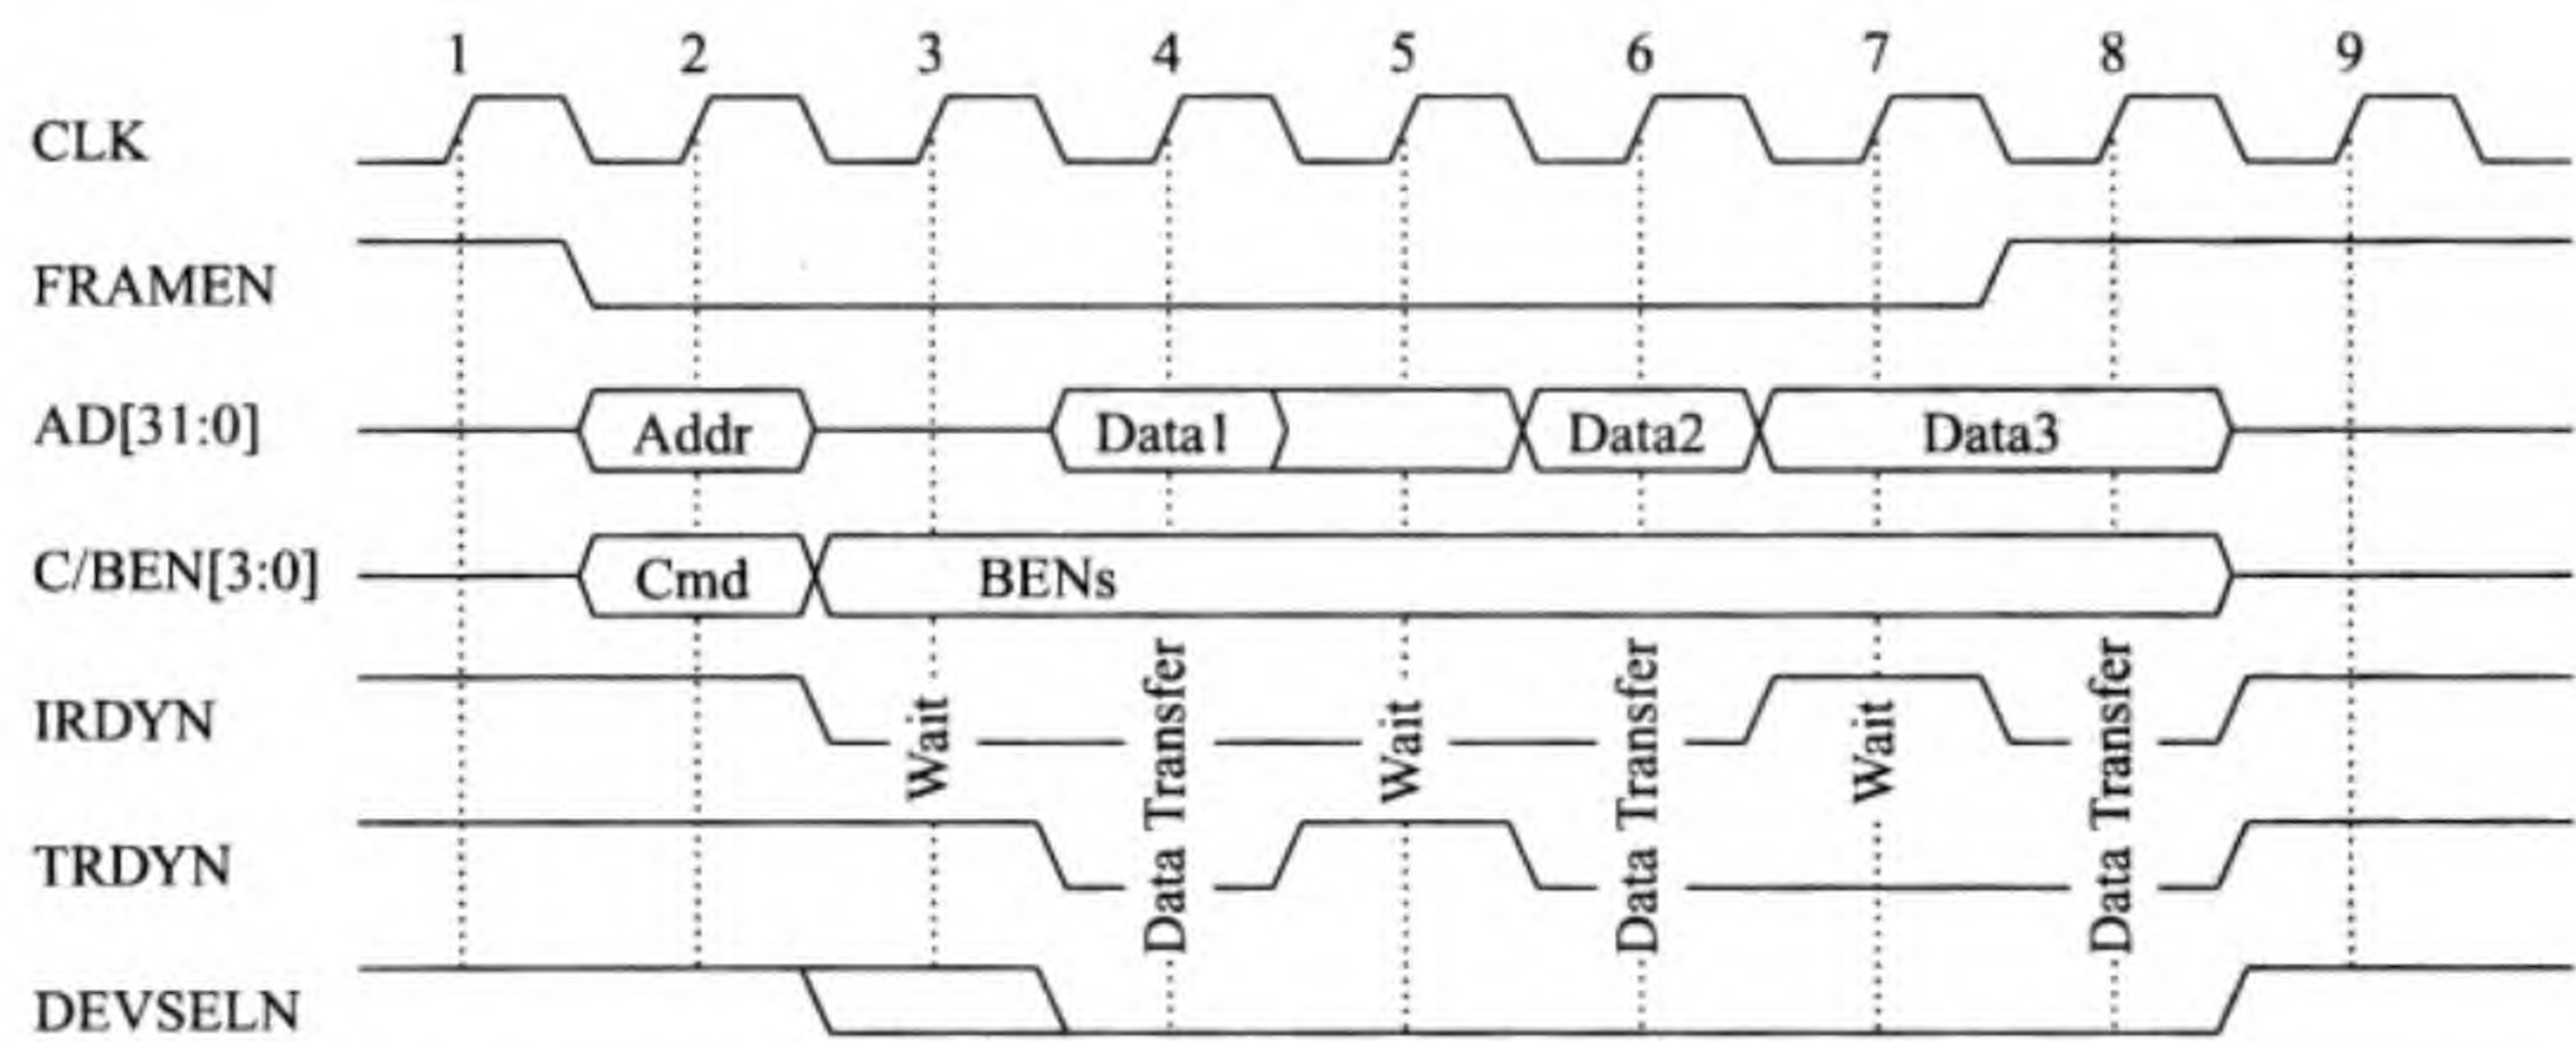 1 2 3 4 5 6 7 8 9
CLK
FRAMEN
AD[31:0] Addr Data1 Data2 Data3
C/BEN[3:0] Cmd BENs
IRDYN
TRDYN
Wait
Data Transfer
Wait
Data Transfer
Wait
Data Transfer
DEVSELN